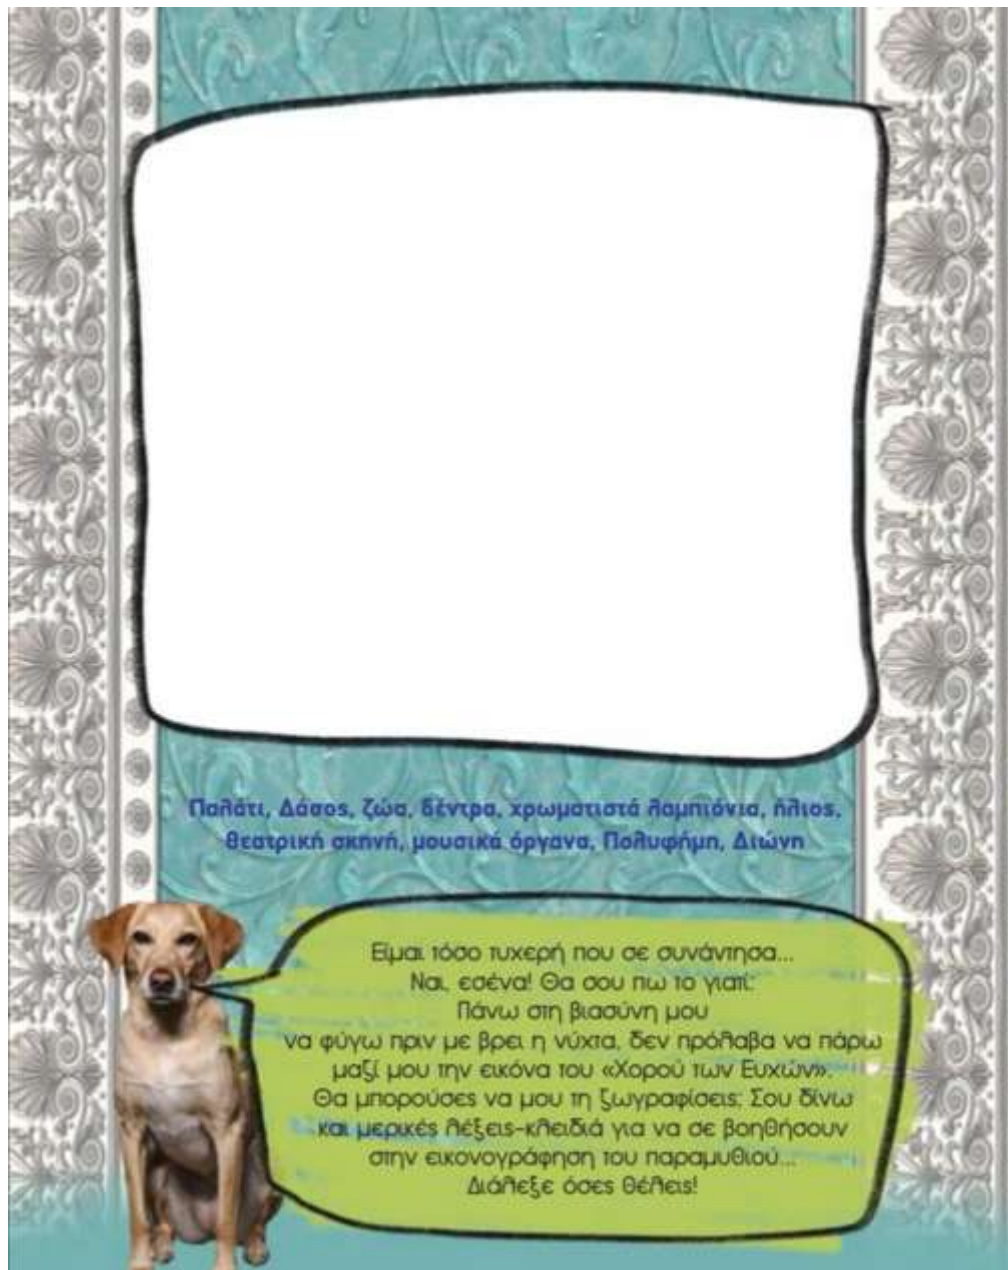 Παλάτι, Δάσος, ζώα, δέντρα, χρωματιστά λαμπιόνια, ήλιος,
θεατρική σκηνή, μουσικά όργανα, Πολυφήμη, Διώνη
Είμαι τόσο τυχερή που σε συνάντησα...
Ναι, εσένα! Θα σου πω το γιατί:
Πάνω στη βιασύνη μου
να φύγω πριν με βρει η νύχτα, δεν πρόλαβα να πάρω
μαζί μου την εικόνα του «Χορού των Ευχών».
Θα μπορούσες να μου τη ζωγραφίσεις; Σου δίνω
και μερικές λέξεις-κλειδιά για να σε βοηθήσουν
στην εικονογράφηση του παραμυθιού...
Διάλεξε όσες θέλεις!